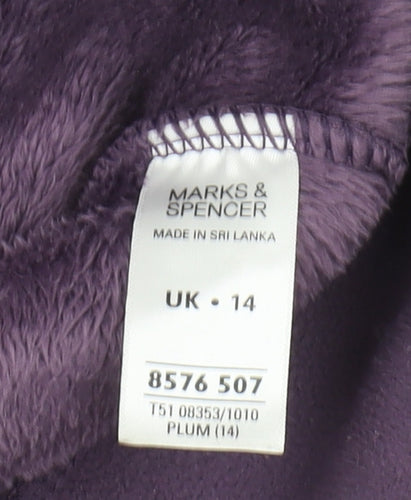 MARKS &
SPENCER
MADE IN SRI LANKA
UK • 14
8576 507
T51 08353/1010
PLUM (14)